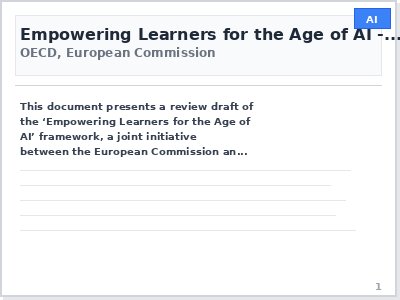 AI
Empowering Learners for the Age of AI -...
OECD, European Commission
This document presents a review draft of
the ‘Empowering Learners for the Age of
AI’ framework, a joint initiative
between the European Commission an...
1